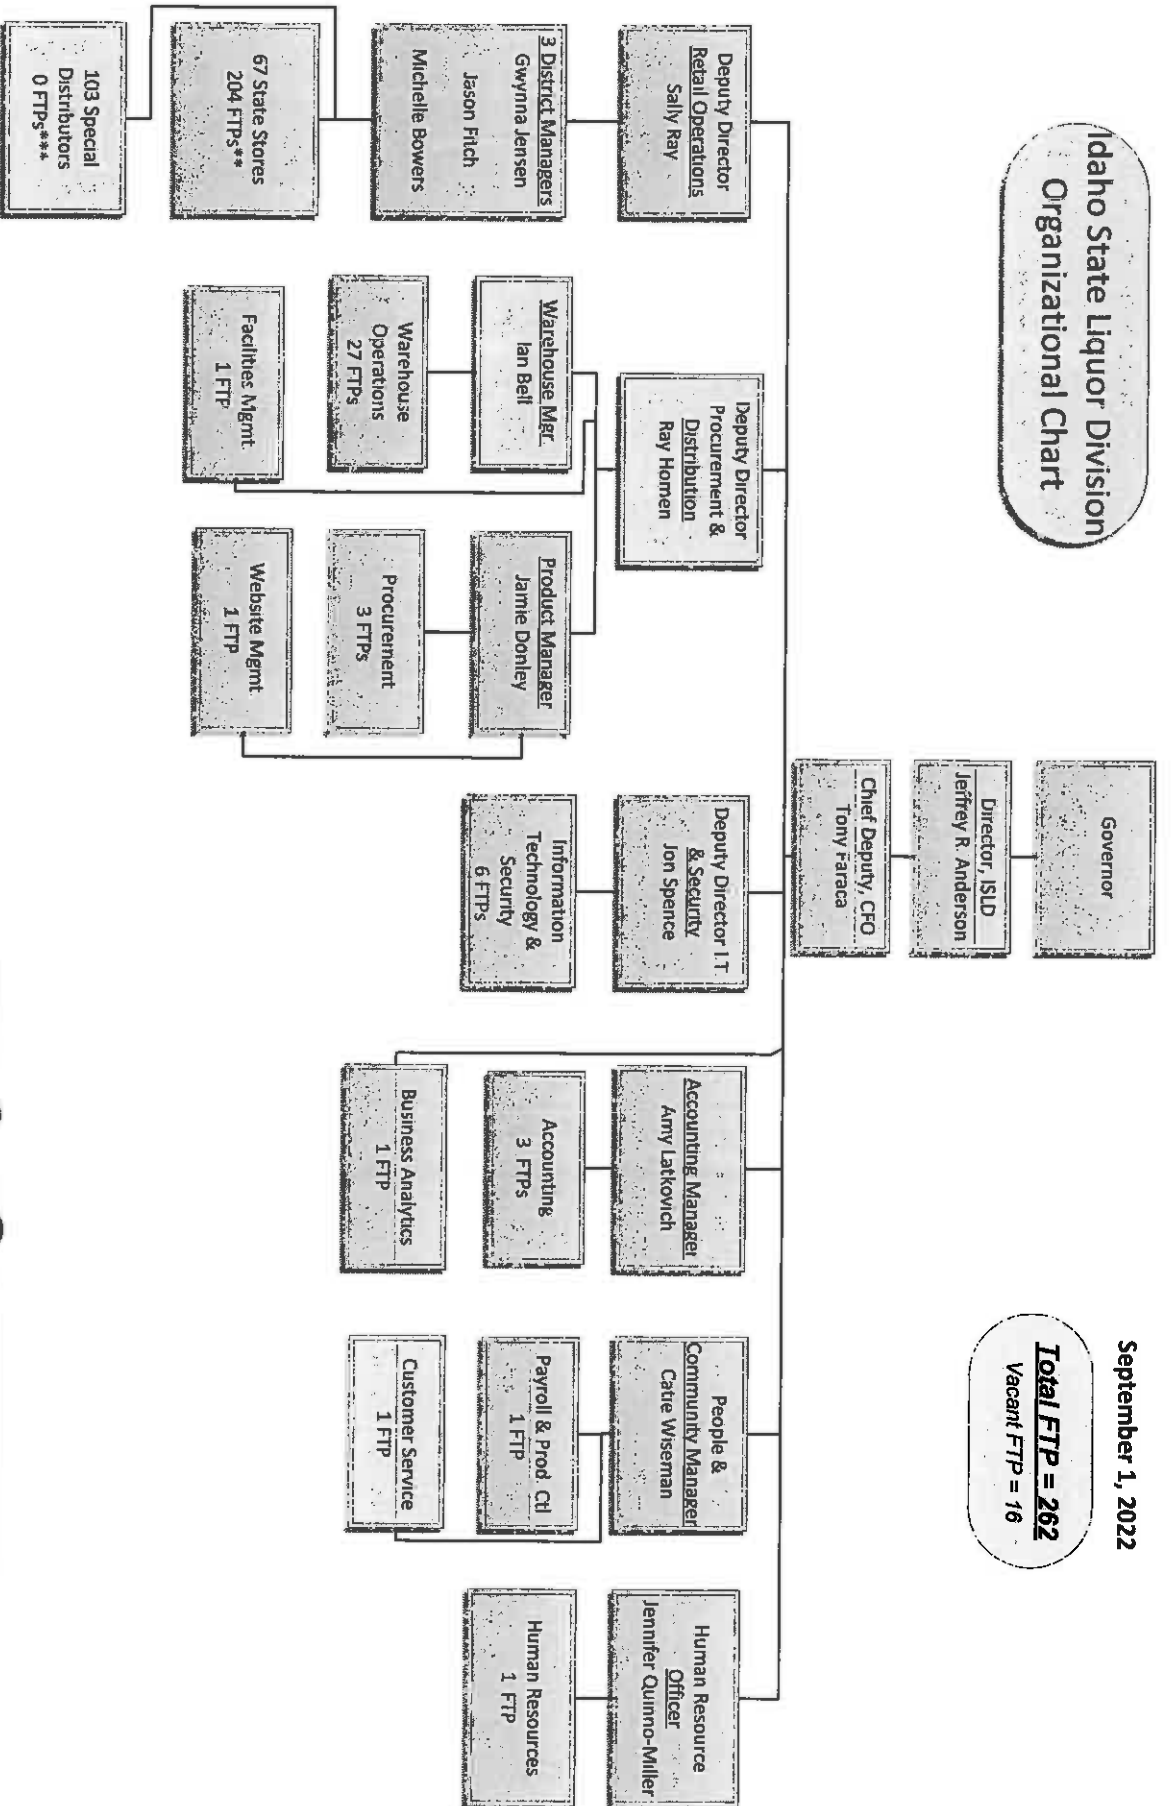 Idaho State Liquor Division
Organizational Chart
September 1, 2022
Total FTP = 262
Vacant FTP = 16
Governor
Director, ISLD
Jeffrey R. Anderson
Chief Deputy, CFO
Tony Faraca
Deputy Director
Retail Operations
Sally Ray
3 District Managers
Gwynna Jensen
Jason Fitch
Michelle Bowers
67 State Stores
204 FTPs**
103 Special
Distributors
0 FTPs***
Deputy Director
Procurement &
Distribution
Ray Homen
Warehouse Mgr.
Ian Bell
Warehouse
Operations
27 FTPs
Facilities Mgmt.
1 FTP
Product Manager
Jamie Donley
Procurement
3 FTPs
Website Mgmt
1 FTP
Deputy Director I.T
& Security
Jon Spence
Information
Technology &
Security
6 FTPs
Accounting Manager
Amy Latkovich
Accounting
3 FTPs
Business Analytics
1 FTP
People &
Community Manager
Catie Wiseman
Payroll & Prod. Ctl
1 FTP
Customer Service
1 FTP
Human Resource
Officer
Jennifer Quinno-Miller
Human Resources
1 FTP